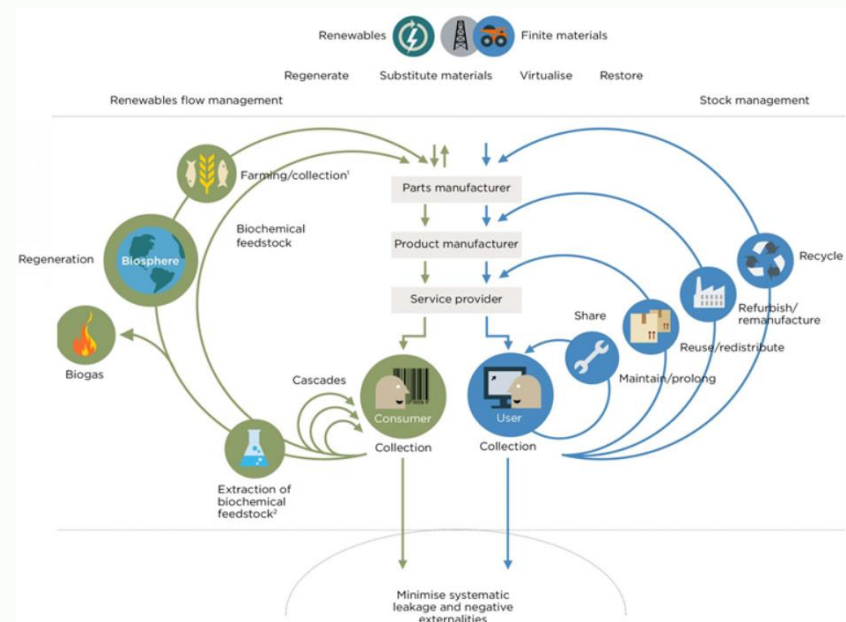 Renewables
Finite materials
Regenerate
Substitute materials
Virtualise
Restore
Renewables flow management
Stock management
Farming/collection¹
Parts manufacturer
Biochemical
feedstock
Product manufacturer
Regeneration
Biosphere
Recycle
Service provider
Refurbish/
remanufacture
Share
Reuse/redistribute
Biogas
Cascades
Maintain/prolong
Consumer
User
Collection
Collection
Extraction of
biochemical
feedstock²
Minimise systematic
leakage and negative
externalities